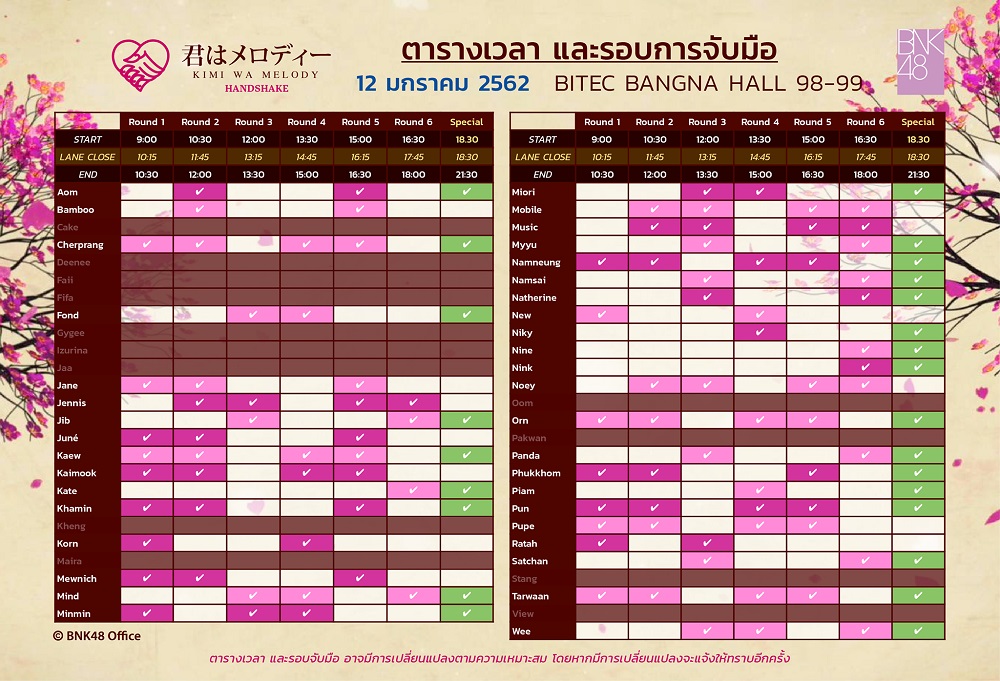 君はメロディー
KIMI WA MELODY
HANDSHAKE
ตารางเวลา และรอบการจับมือ
12 มกราคม 2562 BITEC BANGNA HALL 98-99
BNK
48
Round 1 Round 2 Round 3 Round 4 Round 5 Round 6 Special
START 9:00 10:30 12:00 13:30 15:00 16:30 18.30
LANE CLOSE 10:15 11:45 13:15 14:45 16:15 17:45 18:30
END 10:30 12:00 13:30 15:00 16:30 18:00 21:30
Aom ✓ ✓ ✓
Bamboo ✓ ✓
Cake
Cherprang ✓ ✓ ✓ ✓ ✓
Deenee
Faii
Fifa
Fond ✓ ✓ ✓
Gygee
Izurina
Jaa
Jane ✓ ✓ ✓
Jennis ✓ ✓ ✓ ✓
Jib ✓ ✓ ✓
Juné ✓ ✓ ✓
Kaew ✓ ✓ ✓ ✓ ✓
Kaimook ✓ ✓ ✓ ✓
Kate ✓ ✓
Khamin ✓ ✓ ✓ ✓
Kheng
Korn ✓ ✓
Maira
Mewnich ✓ ✓ ✓
Mind ✓ ✓ ✓ ✓
Minmin ✓ ✓ ✓ ✓
Round 1 Round 2 Round 3 Round 4 Round 5 Round 6 Special
START 9:00 10:30 12:00 13:30 15:00 16:30 18.30
LANE CLOSE 10:15 11:45 13:15 14:45 16:15 17:45 18:30
END 10:30 12:00 13:30 15:00 16:30 18:00 21:30
Miori ✓ ✓ ✓
Mobile ✓ ✓ ✓ ✓
Music ✓ ✓ ✓ ✓
Myyu ✓ ✓ ✓
Namneung ✓ ✓ ✓ ✓ ✓
Namsai ✓ ✓ ✓
Natherine ✓ ✓ ✓
New ✓ ✓
Niky ✓ ✓
Nine ✓ ✓
Nink ✓ ✓
Noey ✓ ✓ ✓ ✓
Oom
Orn ✓ ✓ ✓ ✓ ✓
Pakwan
Panda ✓ ✓ ✓
Phukkhom ✓ ✓ ✓ ✓
Piam ✓ ✓
Pun ✓ ✓ ✓ ✓ ✓
Pupe ✓ ✓ ✓ ✓
Ratah ✓ ✓
Satchan ✓ ✓ ✓
Stang
Tarwaan ✓ ✓ ✓ ✓ ✓
View
Wee ✓ ✓ ✓ ✓
© BNK48 Office
ตารางเวลา และรอบจับมือ อาจมีการเปลี่ยนแปลงตามความเหมาะสม โดยหากมีการเปลี่ยนแปลงจะแจ้งให้ทราบอีกครั้ง